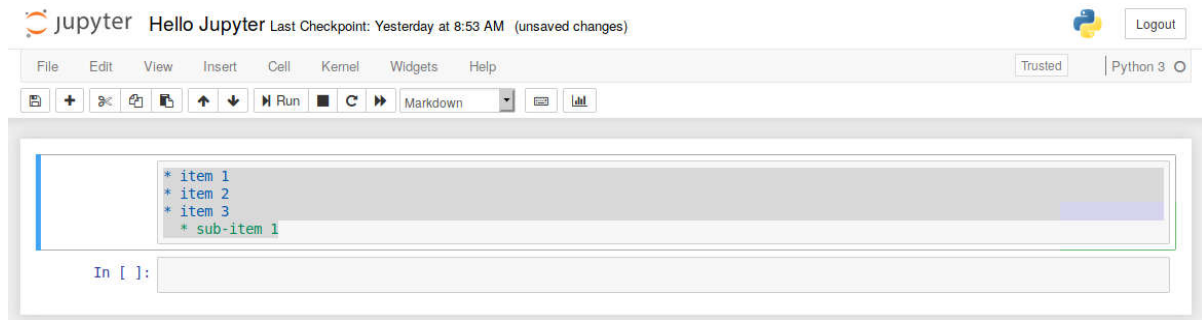 jupyter Hello Jupyter Last Checkpoint: Yesterday at 8:53 AM (unsaved changes) Logout
File Edit View Insert Cell Kernel Widgets Help Trusted Python 3
Run Markdown
* item 1
* item 2
* item 3
* sub-item 1
In [ ]: